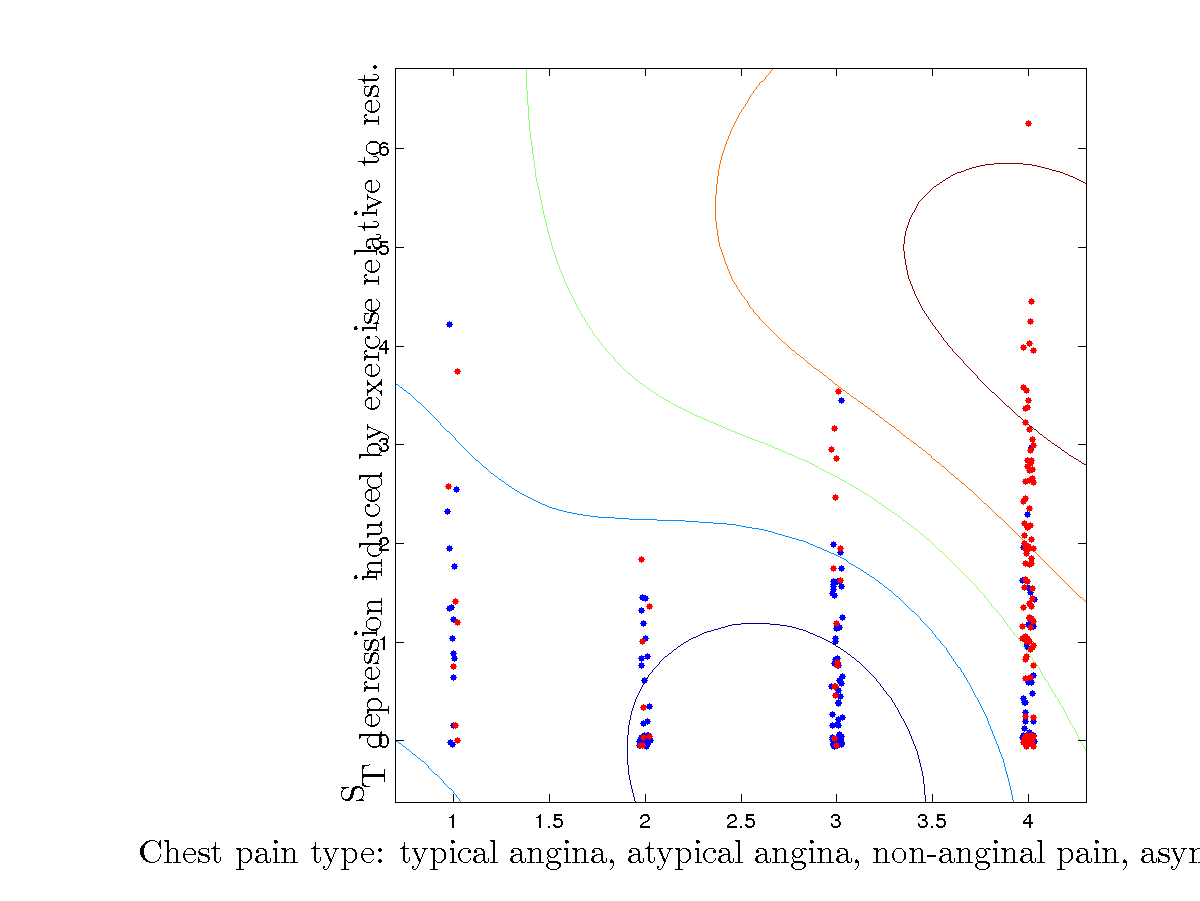 ST depression induced by exercise relative to rest.
6
5
4
3
2
1
0
1 1.5 2 2.5 3 3.5 4
Chest pain type: typical angina, atypical angina, non-anginal pain, asyn